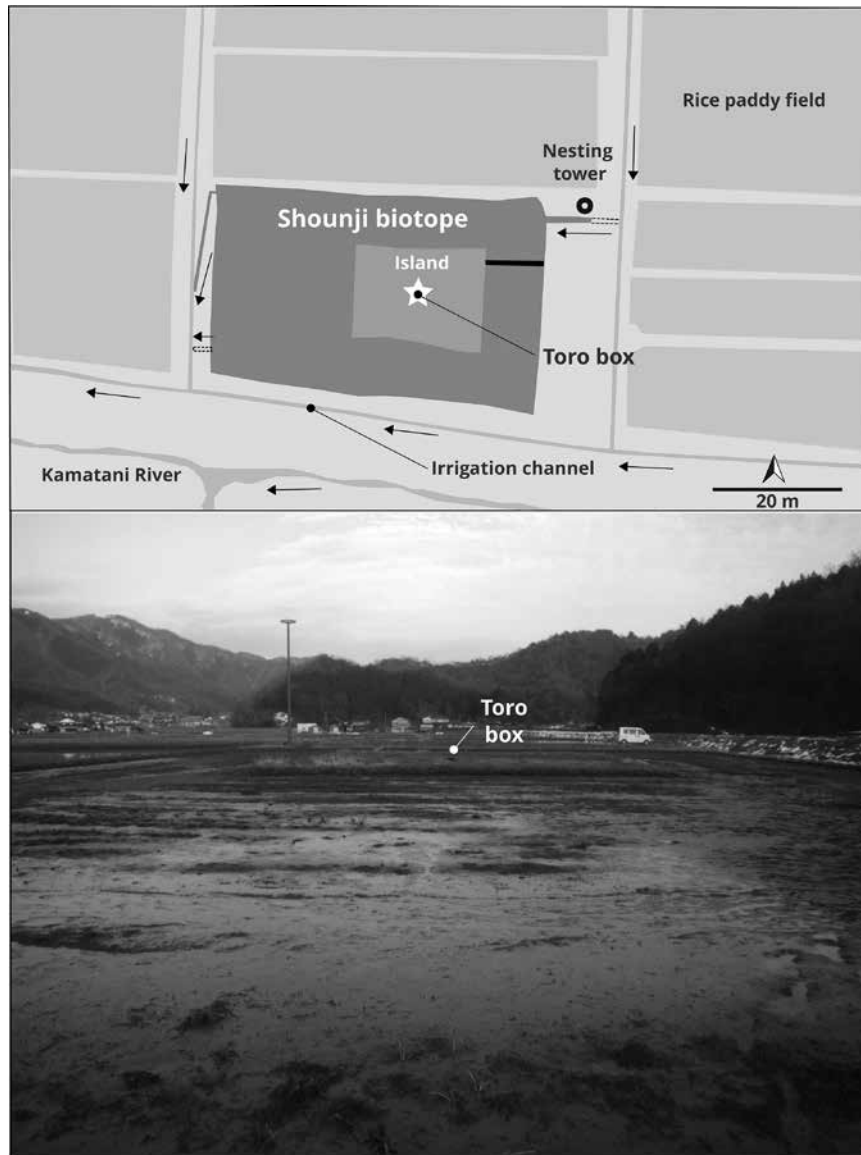 Rice paddy field
Nesting
tower
Shounji biotope
Island
Toro box
Irrigation channel
Kamatani River
20 m
Toro
box